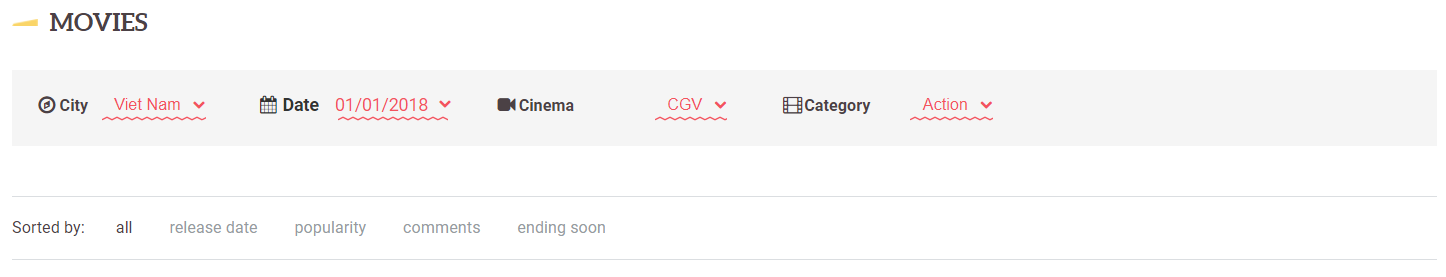 MOVIES
City Viet Nam Date 01/01/2018 Cinema CGV Category Action
Sorted by: all release date popularity comments ending soon